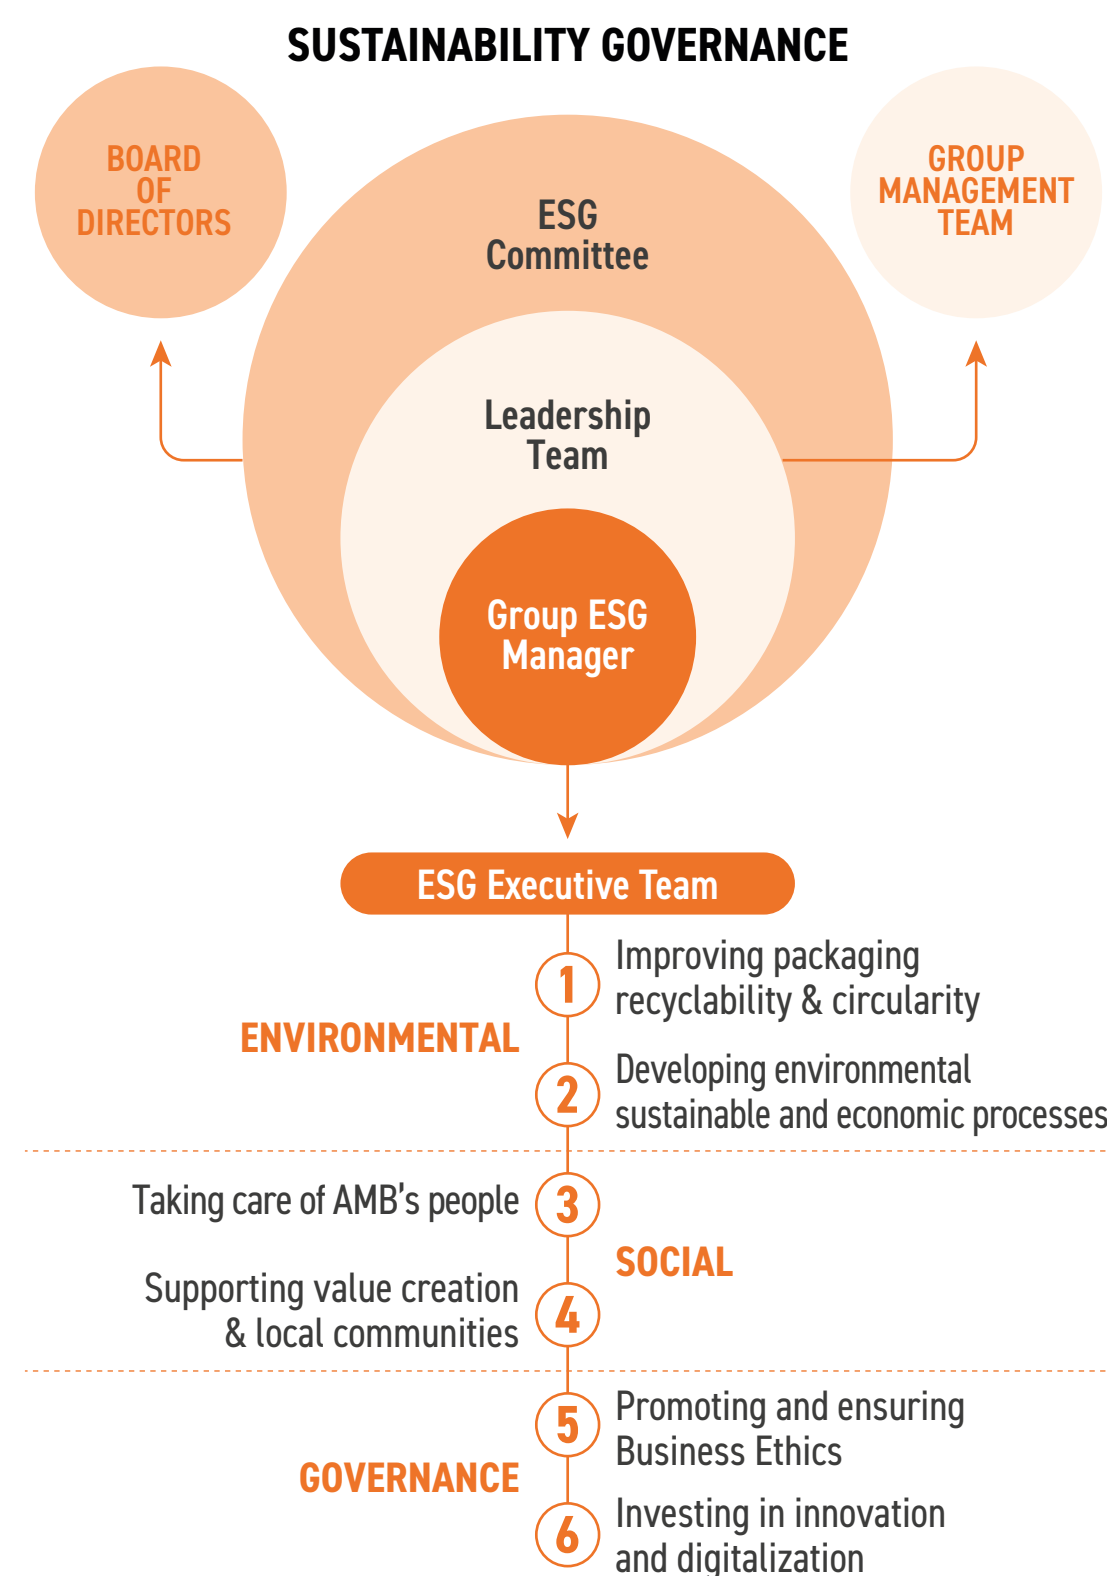 SUSTAINABILITY GOVERNANCE
BOARD
OF
DIRECTORS
GROUP
MANAGEMENT
TEAM
ESG
Committee
Leadership
Team
Group ESG
Manager
ESG Executive Team
ENVIRONMENTAL
1
Improving packaging
recyclability & circularity
2
Developing environmental
sustainable and economic processes
Taking care of AMB's people
3
SOCIAL
Supporting value creation
& local communities
4
GOVERNANCE
5
Promoting and ensuring
Business Ethics
6
Investing in innovation
and digitalization